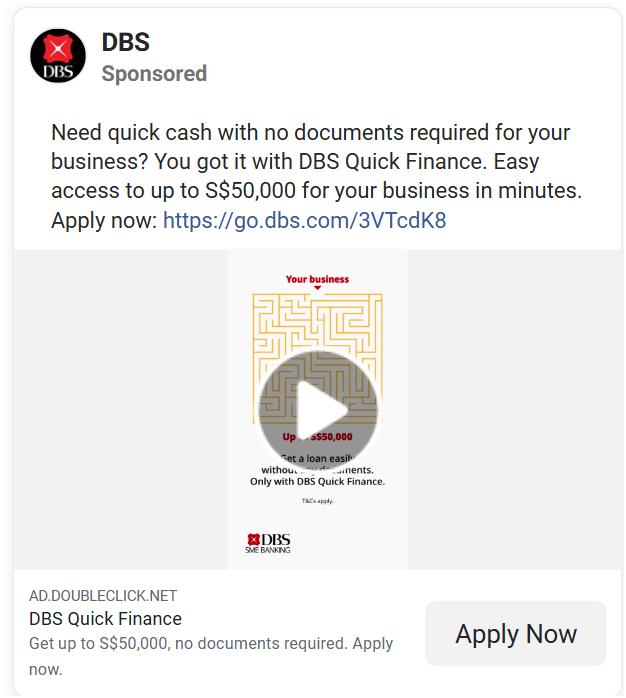 DBS
DBS
Sponsored
Need quick cash with no documents required for your
business? You got it with DBS Quick Finance. Easy
access to up to S$50,000 for your business in minutes.
Apply now: https://go.dbs.com/3VTcdK8
Your business
Up S$50,000
Get a loan easily
without documents.
Only with DBS Quick Finance.
T&Cs apply.
DBS
SME BANKING
AD.DOUBLECLICK.NET
DBS Quick Finance
Get up to S$50,000, no documents required. Apply
now.
Apply Now